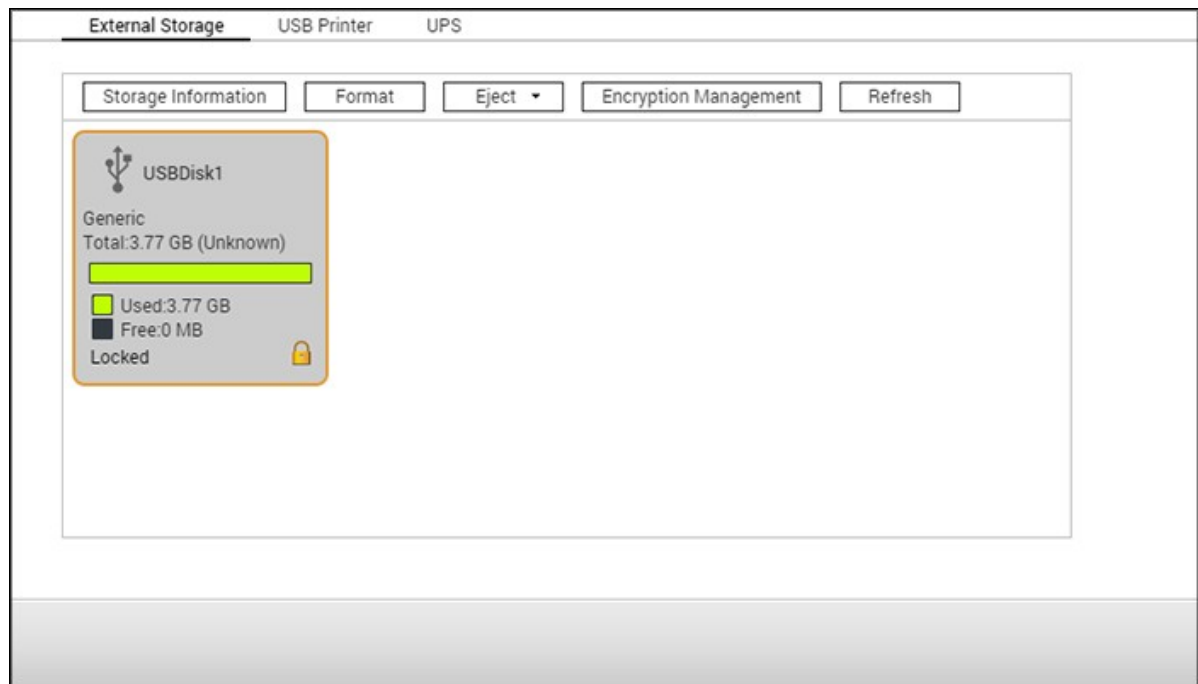 External Storage USB Printer UPS
Storage Information Format Eject Encryption Management Refresh
USBDisk1
Generic
Total:3.77 GB (Unknown)
Used:3.77 GB
Free:0 MB
Locked